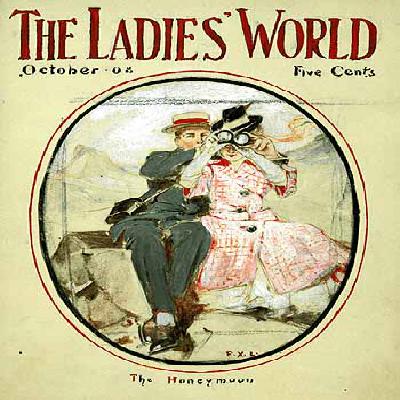 THE LADIES' WORLD
October · 08 Five Cents
F. X. L.
The Honeymoon